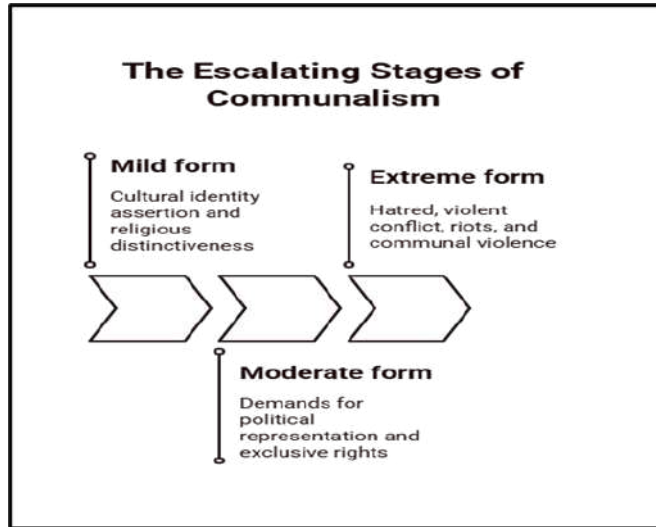 The Escalating Stages of
Communalism
Mild form
Cultural identity
assertion and
religious
distinctiveness
Extreme form
Hatred, violent
conflict, riots, and
communal violence
Moderate form
Demands for
political
representation and
exclusive rights